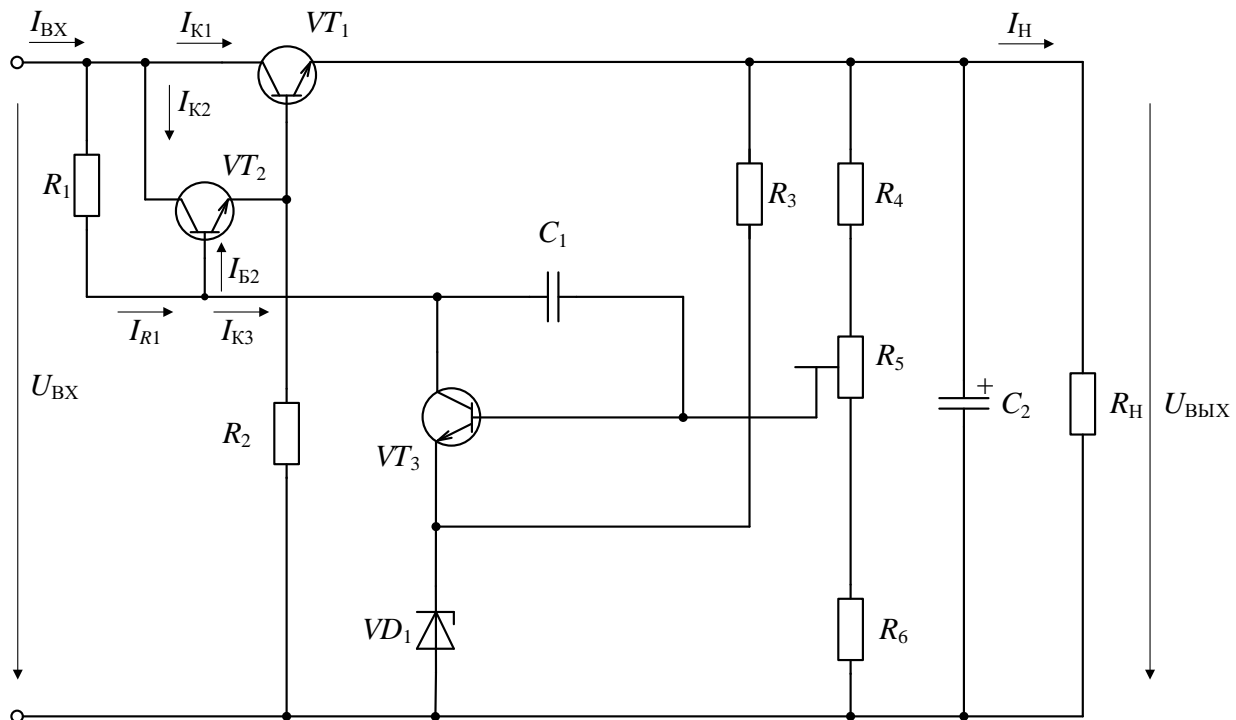 I_ВХ
I_К1
VT_1
I_Н
I_К2
VT_2
R_1
R_3
R_4
C_1
I_Б2
I_R1
I_К3
R_5
U_ВХ
R_2
VT_3
+
C_2
R_Н
U_ВЫХ
VD_1
R_6